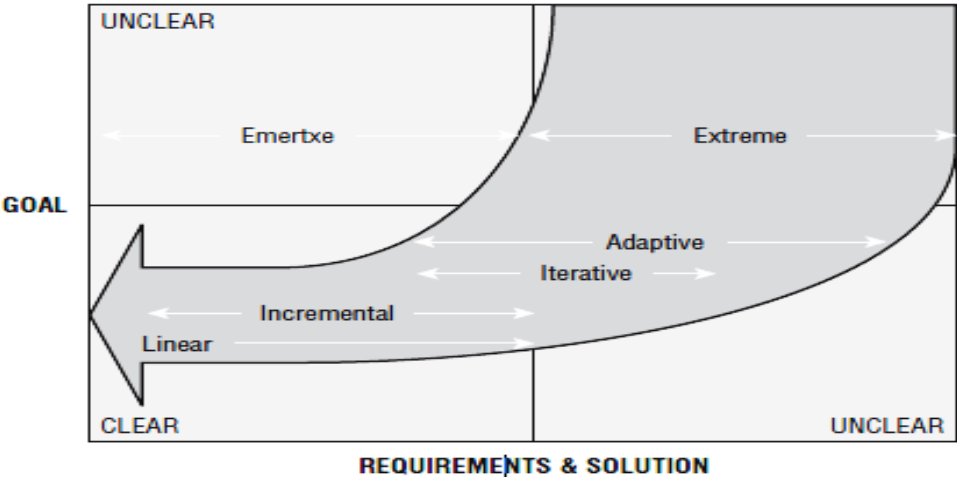 UNCLEAR
Emertxe
Extreme
GOAL
Adaptive
Iterative
Incremental
Linear
CLEAR
UNCLEAR
REQUIREMENTS & SOLUTION